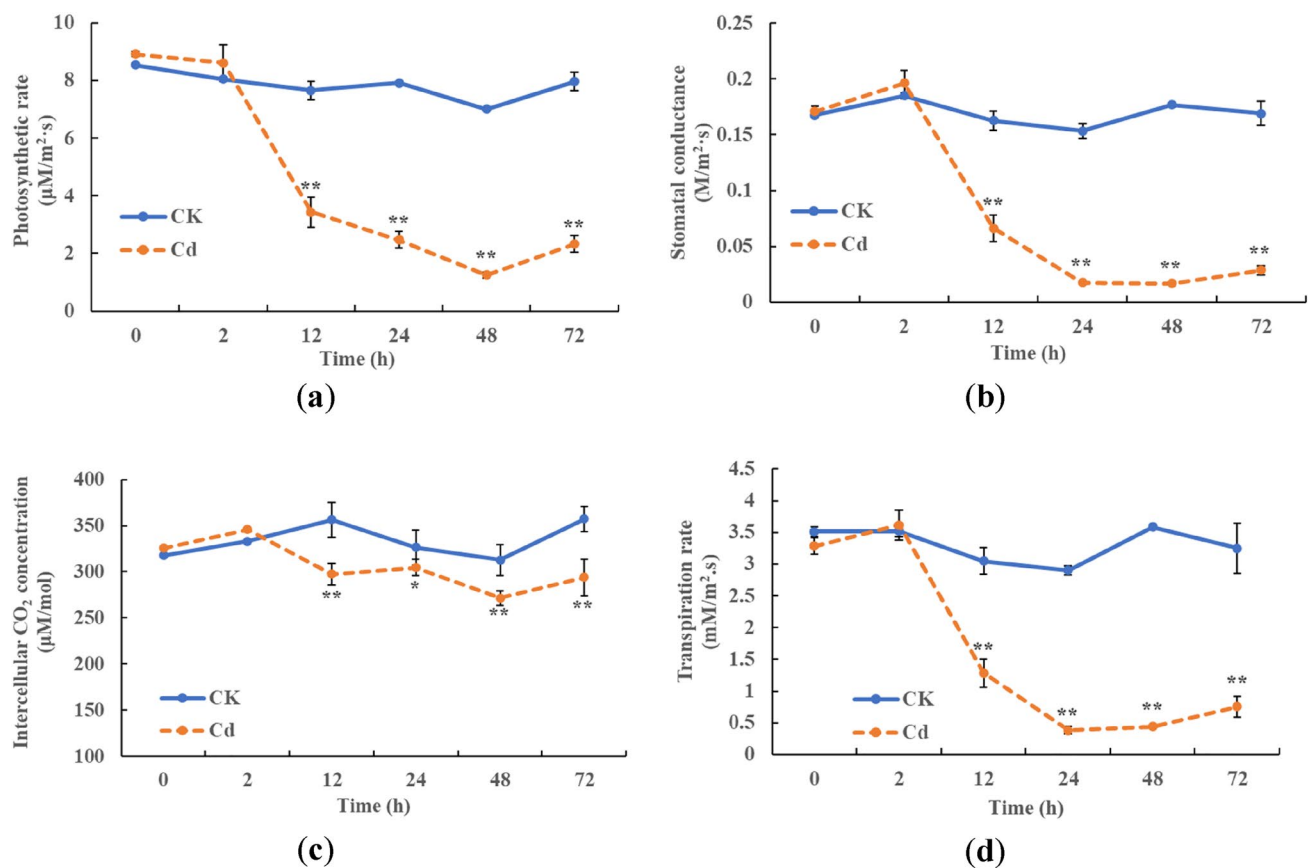 Photosynthetic rate
(µM/m²·s)
10
8
6
4
2
0
** ** ** **
CK
Cd
0 2 12 24 48 72
Time (h)
(a)
Stomatal conductance
(M/m²·s)
0.25
0.2
0.15
0.1
0.05
0
** ** ** **
CK
Cd
0 2 12 24 48 72
Time (h)
(b)
Intercellular CO₂ concentration
(µM/mol)
400
350
300
250
200
150
100
** * ** **
CK
Cd
0 2 12 24 48 72
Time (h)
(c)
Transpiration rate
(mM/m².s)
4.5
4
3.5
3
2.5
2
1.5
1
0.5
0
** ** ** **
CK
Cd
0 2 12 24 48 72
Time (h)
(d)